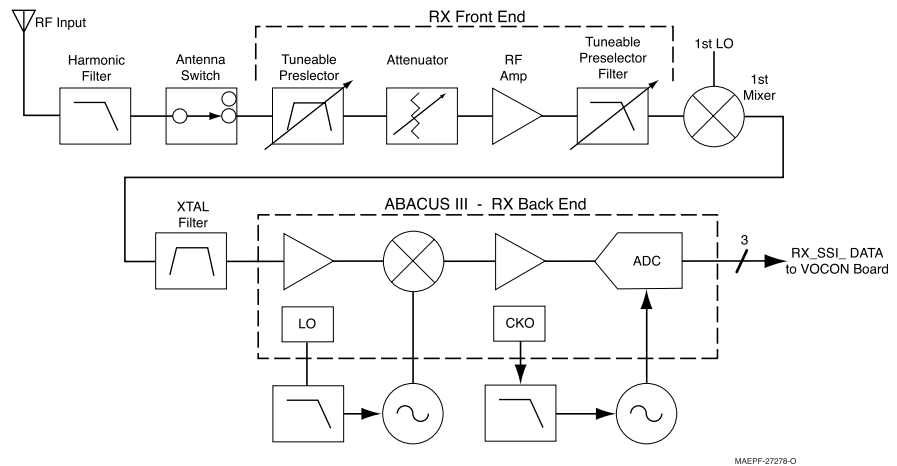 RX Front End
RF Input
Harmonic
Filter
Antenna
Switch
Tuneable
Preslector
Attenuator
RF
Amp
Tuneable
Preselector
Filter
1st LO
1st
Mixer
XTAL
Filter
ABACUS III - RX Back End
ADC
3
RX_SSI_ DATA
to VOCON Board
LO
CKO
MAEPF-27278-O